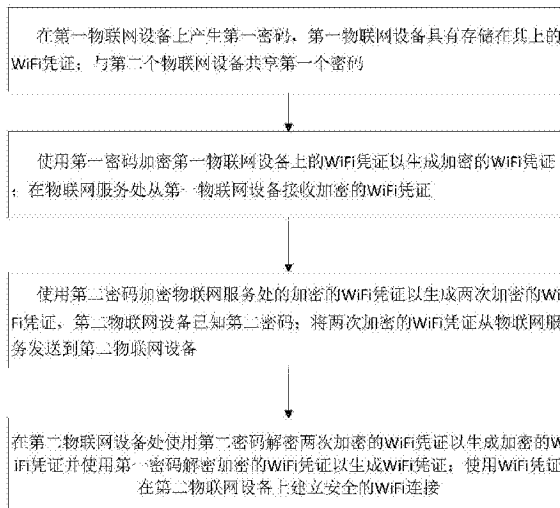 在第一物联网设备上产生第一密码，第一物联网设备具有存储在其上的
WiFi凭证；与第二个物联网设备共享第一个密码
使用第一密码加密第一物联网设备上的WiFi凭证以生成加密的WiFi凭证
；在物联网服务处从第一物联网设备接收加密的WiFi凭证
使用第二密码加密物联网服务处的加密的WiFi凭证以生成两次加密的Wi
Fi凭证，第二物联网设备已知第二密码；将两次加密的WiFi凭证从物联网服
务发送到第二物联网设备
在第二物联网设备处使用第二密码解密两次加密的WiFi凭证以生成加密的W
iFi凭证并使用第一密码解密加密的WiFi凭证以生成WiFi凭证；使用WiFi凭证
在第二物联网设备上建立安全的WiFi连接